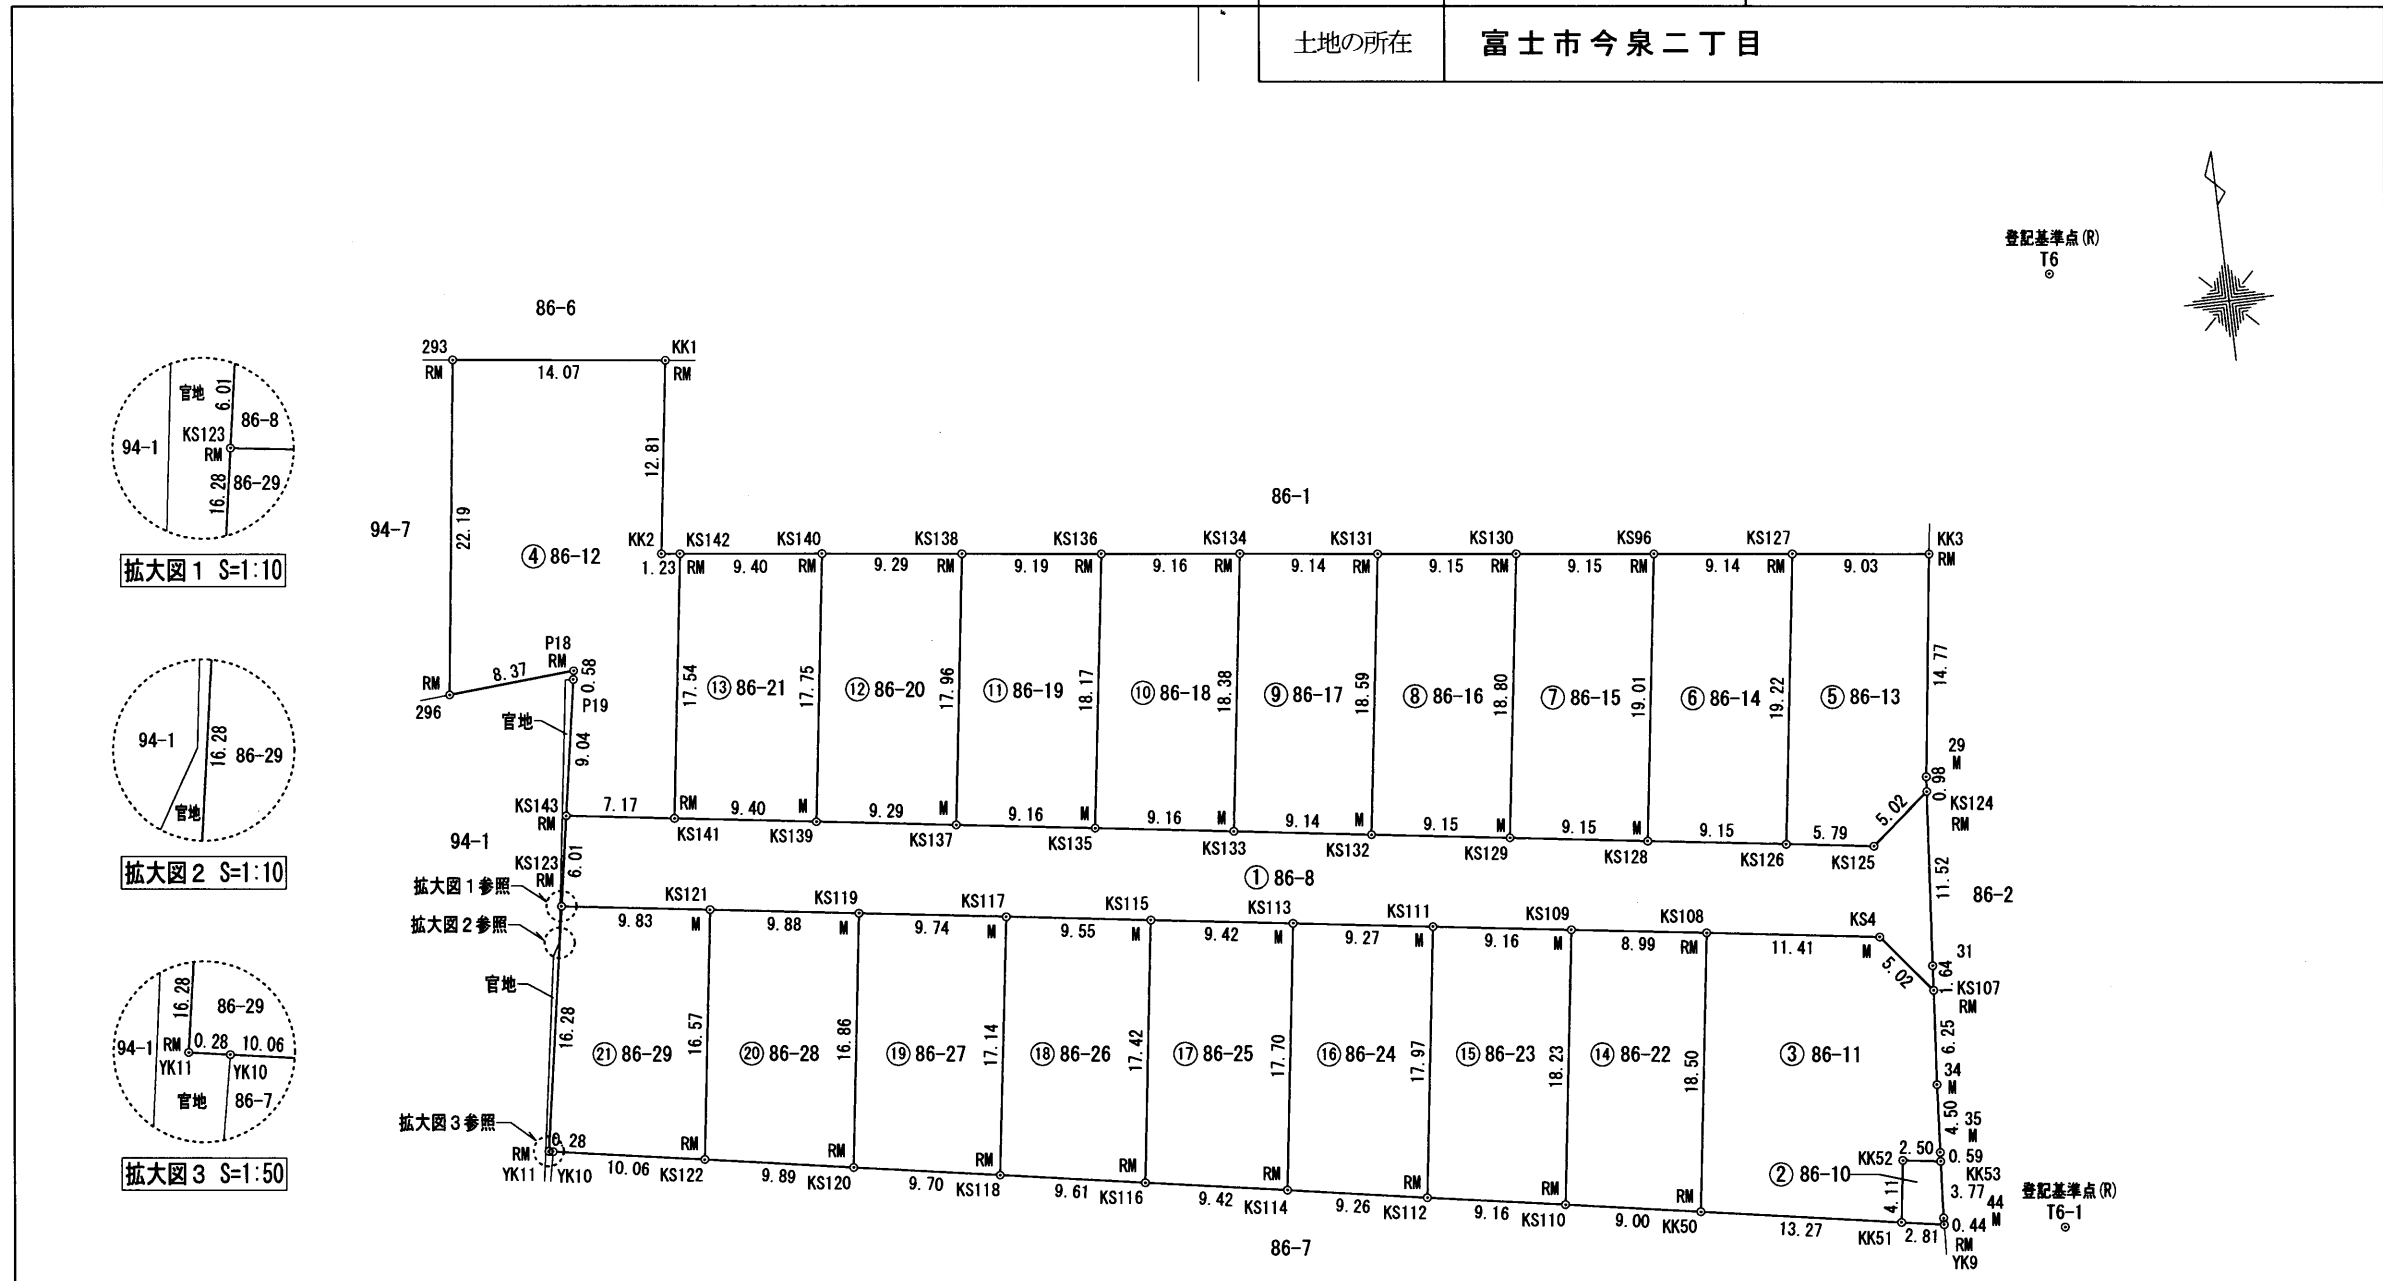 土地の所在 富士市今泉二丁目
登記基準点(R)
T6
86-6
293 KK1
RM 14.07 RM
12.81
22.19
94-7
④86-12
86-1
KK2 KS142 KS140 KS138 KS136 KS134 KS131 KS130 KS96 KS127 KK3
1.23 RM 9.40 RM 9.29 RM 9.19 RM 9.16 RM 9.14 RM 9.15 RM 9.15 RM 9.14 RM 9.03 RM
P18
RM 0.58
RM 8.37
296 P19
官地
9.04
17.54 ⑬86-21 17.75 ⑫86-20 17.96 ⑪86-19 18.17 ⑩86-18 18.38 ⑨86-17 18.59 ⑧86-16 18.80 ⑦86-15 19.01 ⑥86-14 19.22 ⑤86-13 14.77
29
M
0.98
KS124
RM
5.02
KS143 7.17 RM 9.40 M 9.29 M 9.16 M 9.16 M 9.14 M 9.15 M 9.15 M 9.15 5.79
RM KS141 KS139 KS137 KS135 KS133 KS132 KS129 KS128 KS126 KS125
94-1
6.01
①86-8
11.52
86-2
KS123
RM
拡大図1参照
拡大図2参照
KS121 KS119 KS117 KS115 KS113 KS111 KS109 KS108 KS4
9.83 M 9.88 M 9.74 M 9.55 M 9.42 M 9.27 M 9.16 M 8.99 RM 11.41 M
5.02
31
1.64
KS107
RM
6.25
官地
16.28
㉑86-29 16.57 ⑳86-28 16.86 ⑲86-27 17.14 ⑱86-26 17.42 ⑰86-25 17.70 ⑯86-24 17.97 ⑮86-23 18.23 ⑭86-22 18.50 ③86-11
34
M
4.50
35
M
拡大図3参照
0.28
RM
YK11 YK10
RM RM RM RM RM RM RM
10.06 KS122 9.89 KS120 9.70 KS118 9.61 KS116 9.42 KS114 9.26 KS112 9.16 KS110 9.00 KK50 13.27 KK51 2.81
KK52 2.50 0.59
KK53
②86-10
4.11
3.77
44
M
0.44
RM
YK9
86-7
登記基準点(R)
T6-1
官地 6.01
86-8
KS123
94-1 RM
16.28 86-29
拡大図1 S=1:10
94-1 16.28 86-29
官地
拡大図2 S=1:10
16.28 86-29
94-1 RM 0.28 10.06
YK11 YK10
官地 86-7
拡大図3 S=1:50